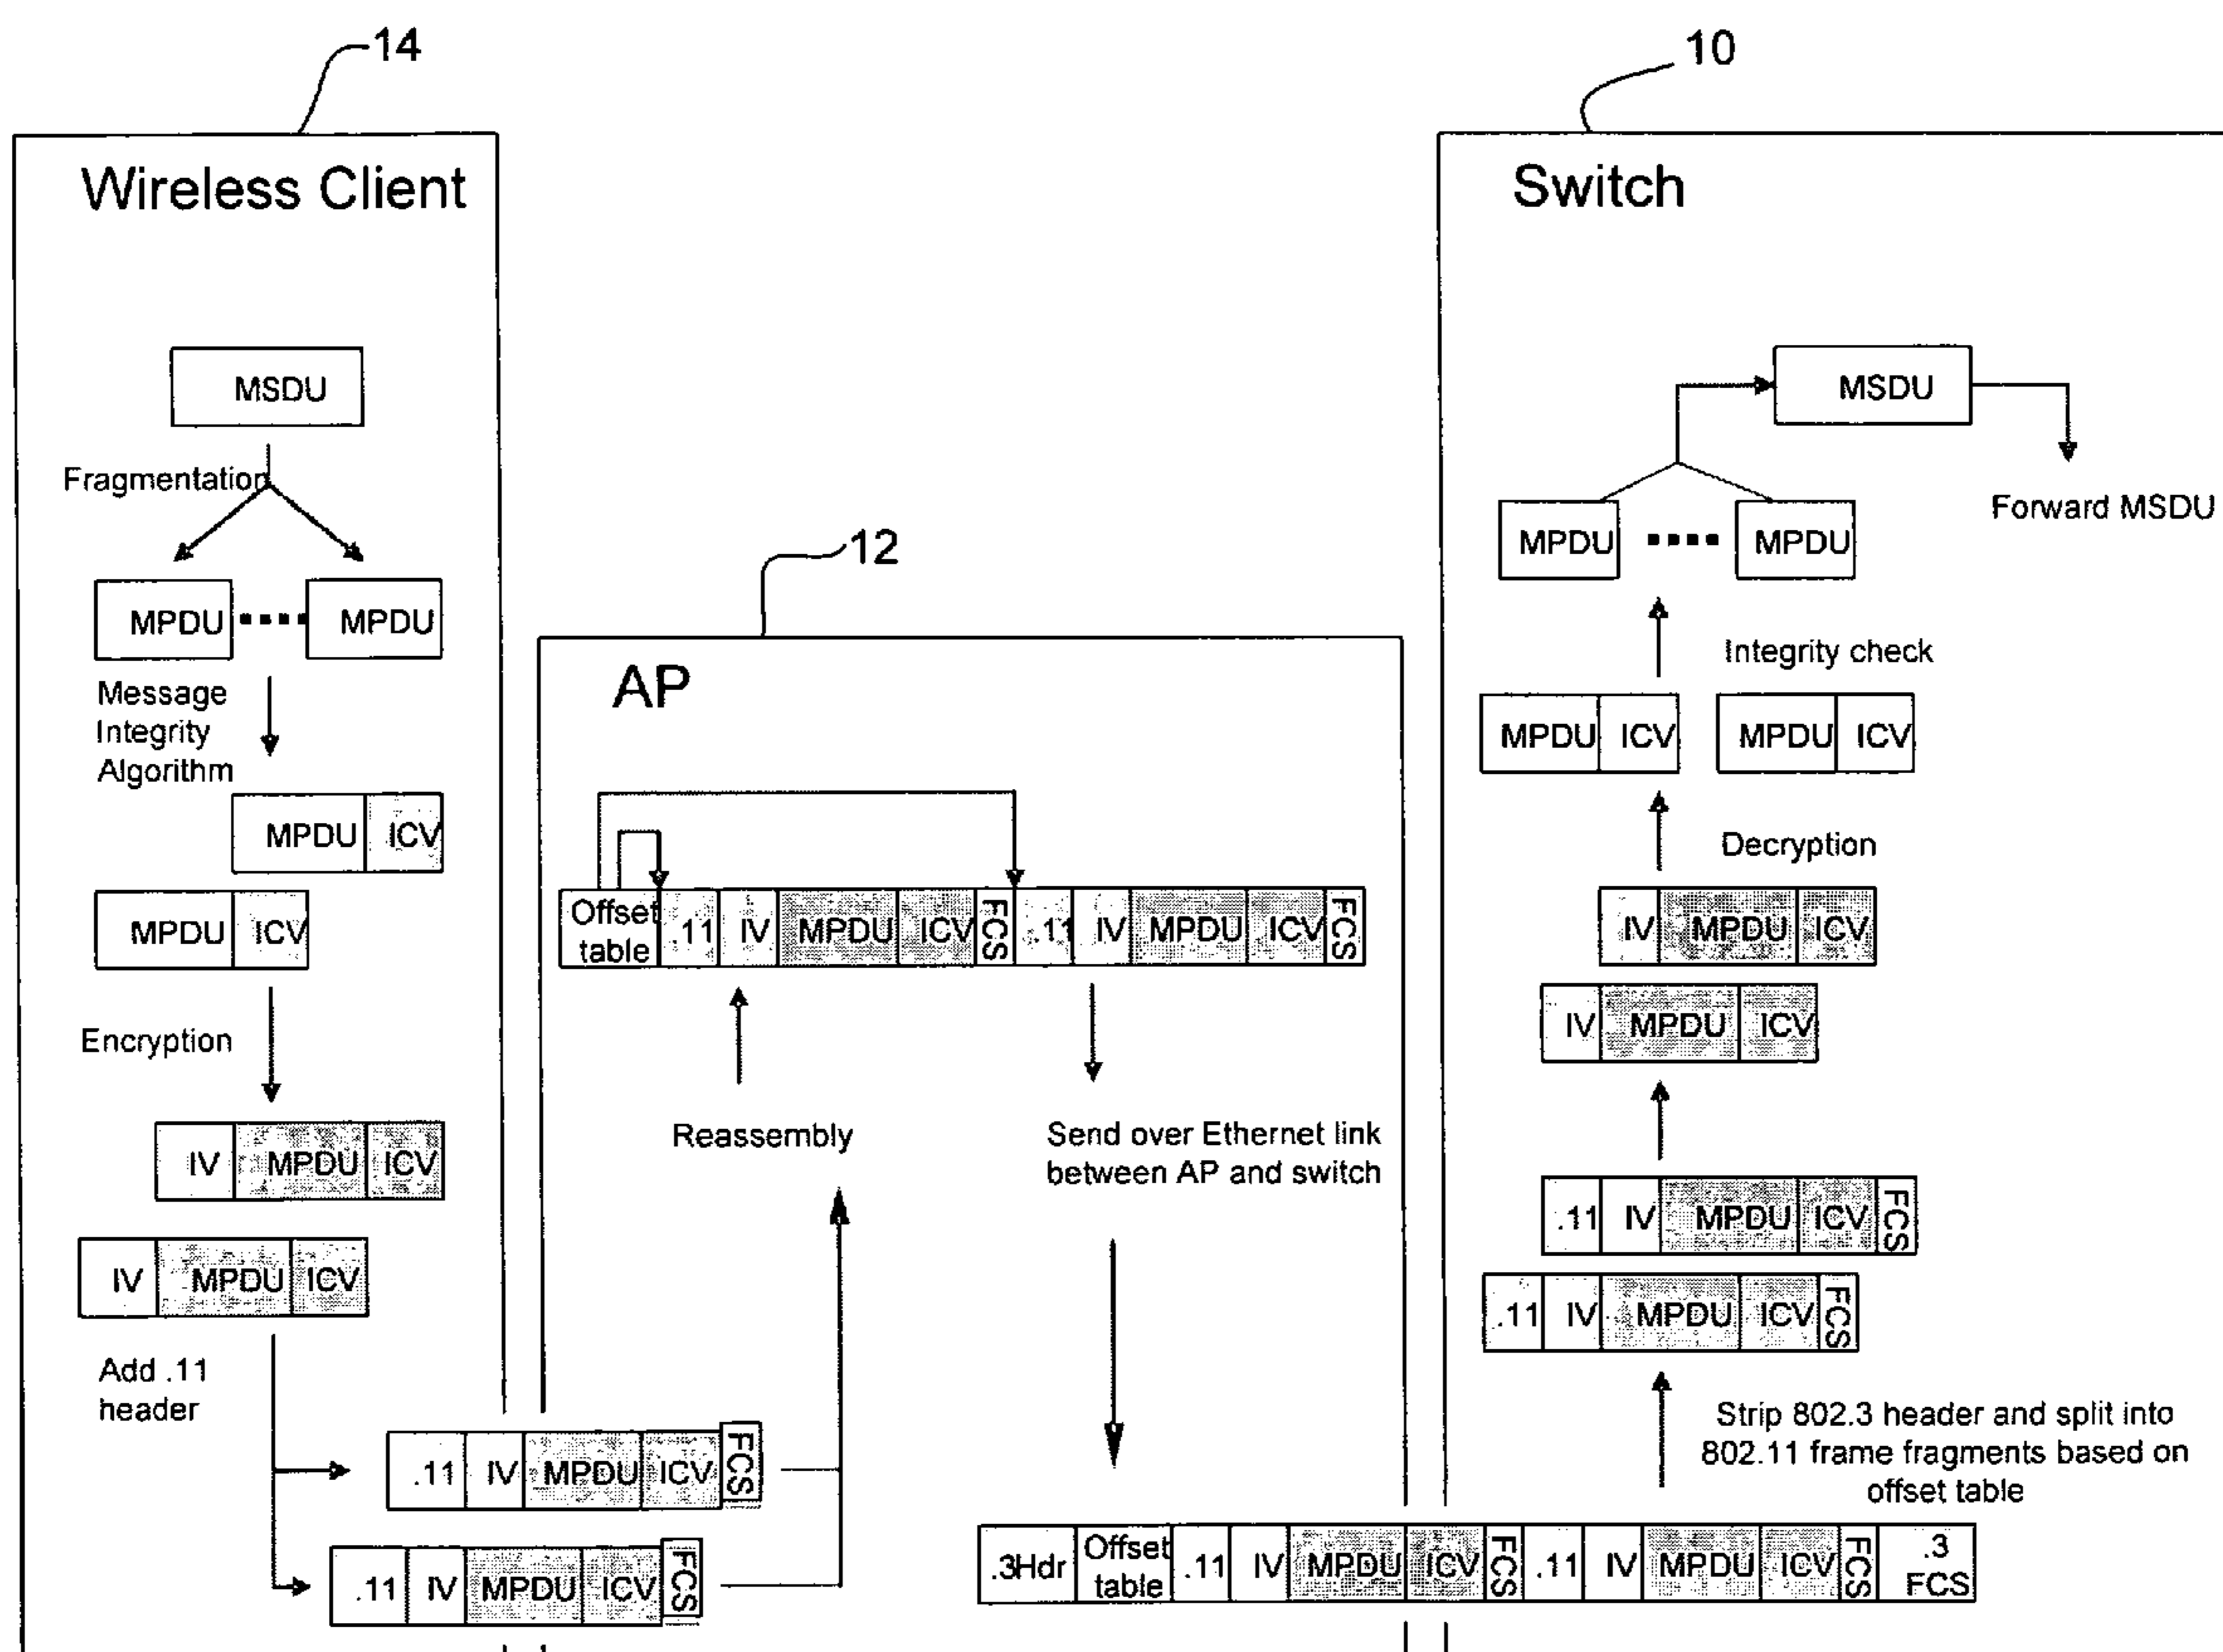 14
Wireless Client
MSDU
Fragmentation
MPDU MPDU
Message
Integrity
Algorithm
MPDU ICV
MPDU ICV
Encryption
IV MPDU ICV
IV MPDU ICV
Add .11
header
.11 IV MPDU ICV FCS
.11 IV MPDU ICV FCS
12
AP
Offset
table
.11 IV MPDU ICV FCS .11 IV MPDU ICV FCS
Reassembly
Send over Ethernet link
between AP and switch
.3Hdr
Offset
table
.11 IV MPDU ICV FCS .11 IV MPDU ICV FCS
.3
FCS
10
Switch
MSDU
Forward MSDU
MPDU MPDU
Integrity check
MPDU ICV MPDU ICV
Decryption
IV MPDU ICV
IV MPDU ICV
.11 IV MPDU ICV FCS
.11 IV MPDU ICV FCS
Strip 802.3 header and split into
802.11 frame fragments based on
offset table